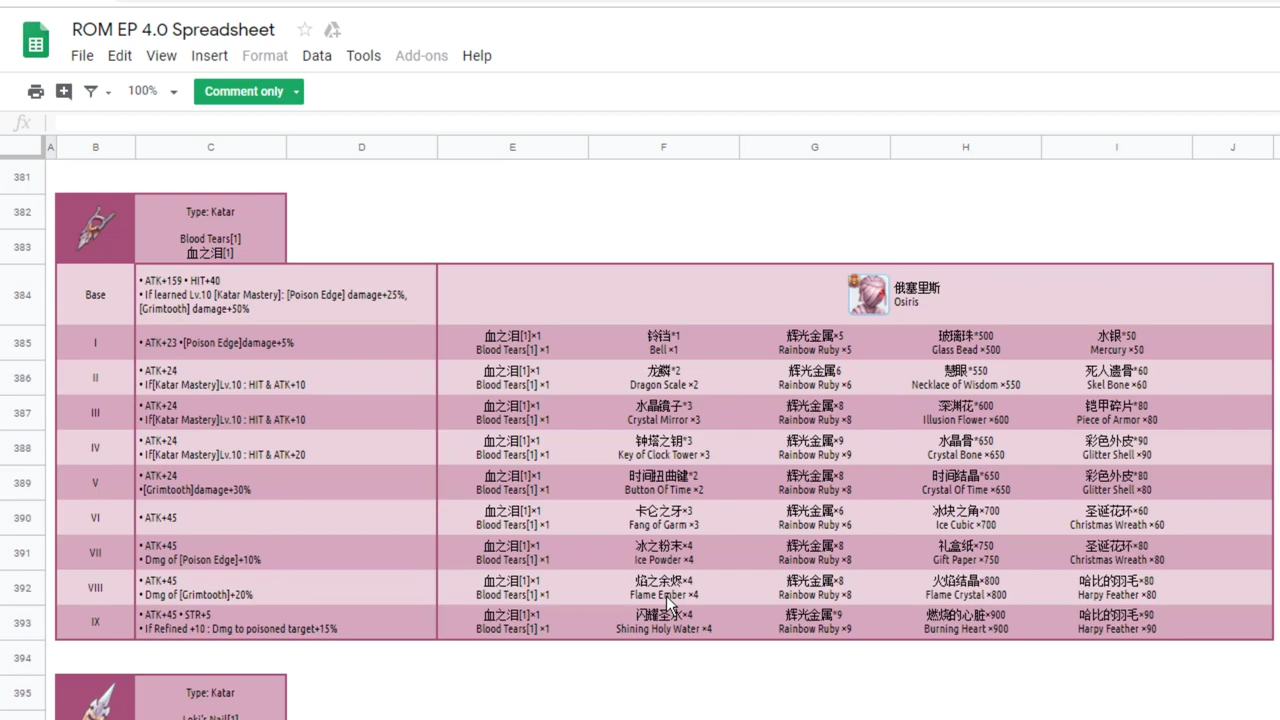 ROM EP 4.0 Spreadsheet
File Edit View Insert Format Data Tools Add-ons Help
100% Comment only
fx
A B C D E F G H I J
381
382 Type: Katar
383 Blood Tears[1]
血之泪[1]
384 Base
• ATK+159 • HIT+40
• If learned Lv.10 [Katar Mastery]: [Poison Edge] damage+25%,
[Grimtooth] damage+50%
俄塞里斯
Osiris
385 I • ATK+23 •[Poison Edge]damage+5%
血之泪[1]×1 铃铛*1 辉光金属×5 玻璃珠*500 水银*50
Blood Tears[1] ×1 Bell ×1 Rainbow Ruby ×5 Glass Bead ×500 Mercury ×50
386 II
• ATK+24 血之泪[1]×1 龙鳞*2 辉光金属6 慧眼*550 死人遗骨*60
• If[Katar Mastery]Lv.10 : HIT & ATK+10 Blood Tears[1] ×1 Dragon Scale ×2 Rainbow Ruby ×6 Necklace of Wisdom ×550 Skel Bone ×60
387 III
• ATK+24 血之泪[1]×1 水晶镜子*3 辉光金属×8 深渊花*600 铠甲碎片*80
• If[Katar Mastery]Lv.10 : HIT & ATK+10 Blood Tears[1] ×1 Crystal Mirror ×3 Rainbow Ruby ×8 Illusion Flower ×600 Piece of Armor ×80
388 IV
• ATK+24 血之泪[1]×1 钟塔之钥*3 辉光金属×9 水晶骨*650 彩色外皮*90
• If[Katar Mastery]Lv.10 : HIT & ATK+20 Blood Tears[1] ×1 Key of Clock Tower ×3 Rainbow Ruby ×9 Crystal Bone ×650 Glitter Shell ×90
389 V
• ATK+24 血之泪[1]×1 时间扭曲键*2 辉光金属×8 时间结晶*650 彩色外皮*80
•[Grimtooth]damage+30% Blood Tears[1] ×1 Button Of Time ×2 Rainbow Ruby ×8 Crystal Of Time ×650 Glitter Shell ×80
390 VI • ATK+45
血之泪[1]×1 卡仑之牙×3 辉光金属×6 冰块之角×700 圣诞花环×60
Blood Tears[1] ×1 Fang of Garm ×3 Rainbow Ruby ×6 Ice Cubic ×700 Christmas Wreath ×60
391 VII
• ATK+45 血之泪[1]×1 冰之粉末×4 辉光金属×8 礼盒纸×750 圣诞花环×80
• Dmg of [Poison Edge]+10% Blood Tears[1] ×1 Ice Powder ×4 Rainbow Ruby ×8 Gift Paper ×750 Christmas Wreath ×80
392 VIII
• ATK+45 血之泪[1]×1 焰之余烬×4 辉光金属×8 火焰结晶×800 哈比的羽毛×80
• Dmg of [Grimtooth]+20% Blood Tears[1] ×1 Flame Ember ×4 Rainbow Ruby ×8 Flame Crystal ×800 Harpy Feather ×80
393 IX
• ATK+45 • STR+5 血之泪[1]×1 闪耀圣水×4 辉光金属*9 燃烧的心脏×900 哈比的羽毛×90
• If Refined +10 : Dmg to poisoned target+15% Blood Tears[1] ×1 Shining Holy Water ×4 Rainbow Ruby ×9 Burning Heart ×900 Harpy Feather ×90
394
395 Type: Katar
Loki's Nail[1]